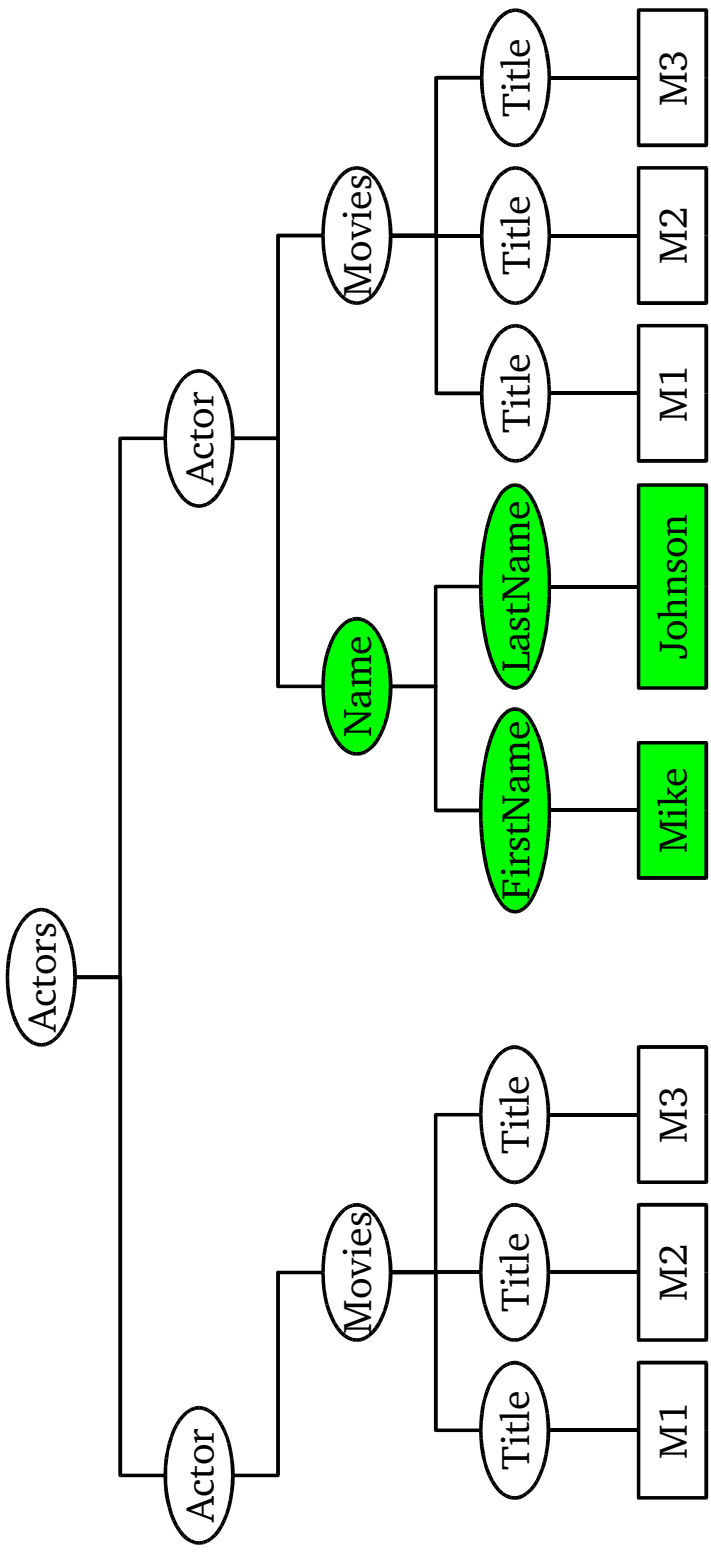 Actors
Actor Actor
Movies Name Movies
Title Title Title FirstName LastName Title Title Title
M1 M2 M3 Mike Johnson M1 M2 M3